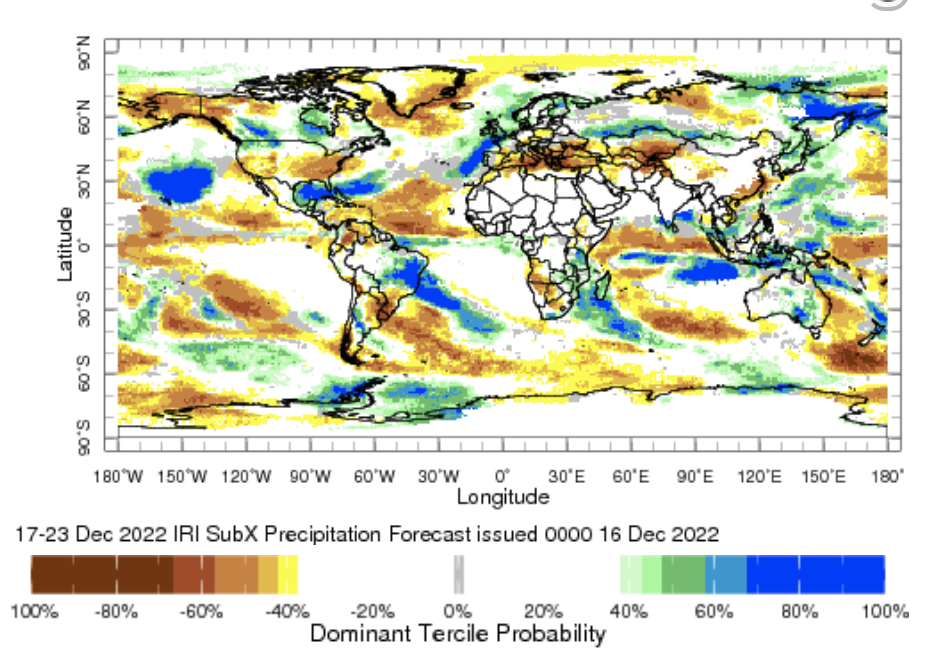 90°N
60°N
30°N
0°
30°S
60°S
90°S
Latitude
180°W 150°W 120°W 90°W 60°W 30°W 0° 30°E 60°E 90°E 120°E 150°E 180°
Longitude
17-23 Dec 2022 IRI SubX Precipitation Forecast issued 0000 16 Dec 2022
100% -80% -60% -40% -20% 0% 20% 40% 60% 80% 100%
Dominant Tercile Probability